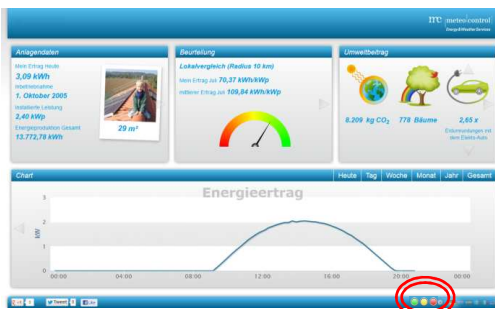 mc meteocontrol
Energy & Weather Services
Anlagendaten
Mein Ertrag Heute
3,09 kWh
Inbetriebnahme
1. Oktober 2005
Installierte Leistung
3,40 kWp
Energieproduktion Gesamt
13.772,79 kWh
29 m²
Beurteilung
Lokalvergleich (Radius 10 km)
Mein Ertrag Juli 70,37 kWh/kWp
mittlerer Ertrag Juli 109,84 kWh/kWp
Umweltbeitrag
8.209 kg CO₂
778 Bäume
2,65 x
Erdumrundungen mit
dem Elektro-Auto
Chart
Heute Tag Woche Monat Jahr Gesamt
Energieertrag
kW
3
2
1
0
00:00 04:00 08:00 12:00 16:00 20:00 00:00
Tweet